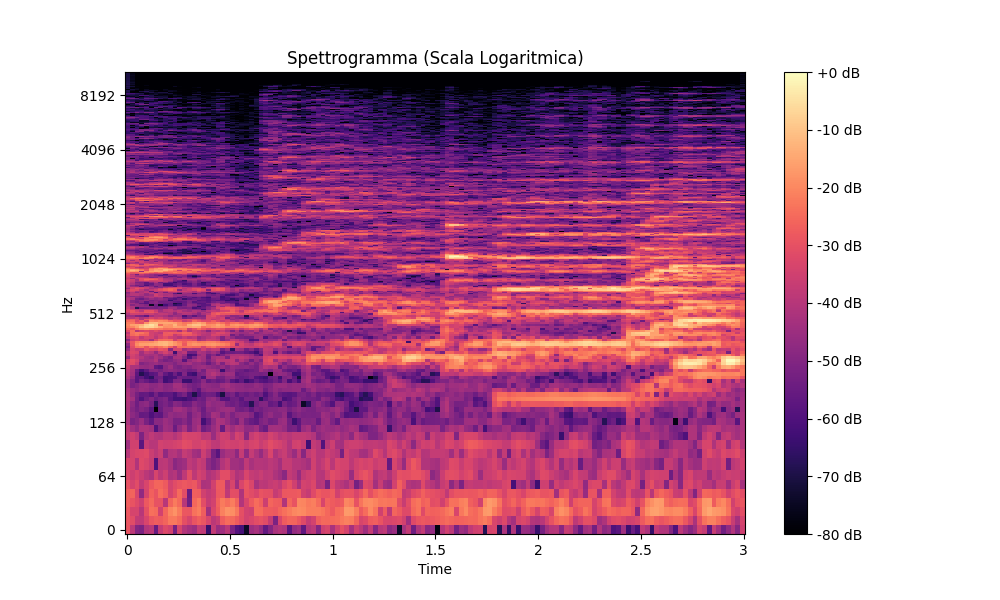 Spettrogramma (Scala Logaritmica)
8192
4096
2048
1024
512
256
128
64
0
Hz
0
0.5
1
1.5
2
2.5
3
Time
+0 dB
-10 dB
-20 dB
-30 dB
-40 dB
-50 dB
-60 dB
-70 dB
-80 dB